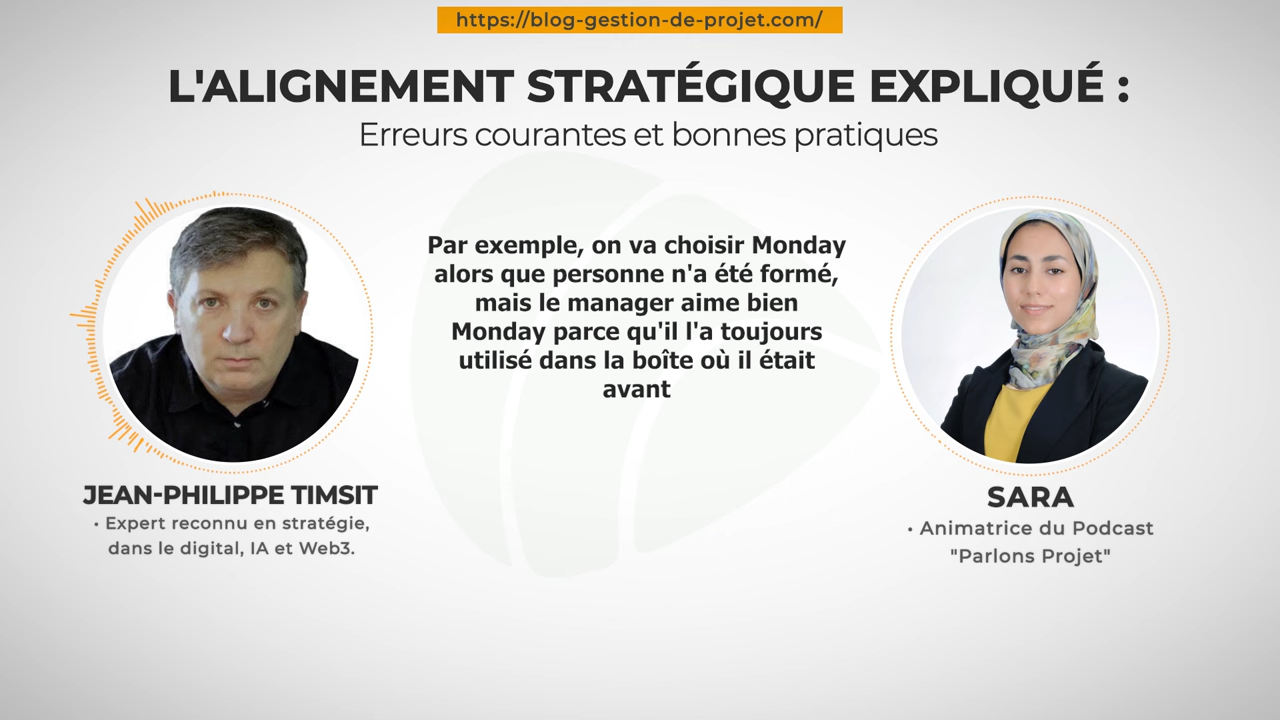 https://blog-gestion-de-projet.com/
L'ALIGNEMENT STRATÉGIQUE EXPLIQUÉ :
Erreurs courantes et bonnes pratiques
Par exemple, on va choisir Monday
alors que personne n'a été formé,
mais le manager aime bien
Monday parce qu'il l'a toujours
utilisé dans la boîte où il était
avant
JEAN-PHILIPPE TIMSIT
• Expert reconnu en stratégie,
dans le digital, IA et Web3.
SARA
• Animatrice du Podcast
"Parlons Projet"